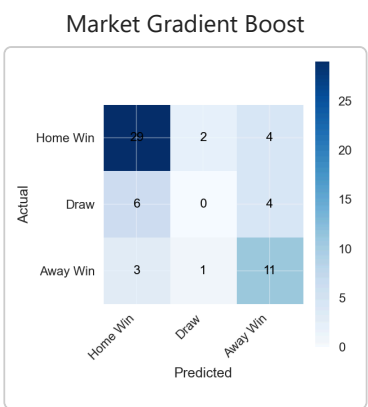 Market Gradient Boost
Home Win 29 2 4
Draw 6 0 4
Away Win 3 1 11
Home Win Draw Away Win
Predicted
Actual
25
20
15
10
5
0